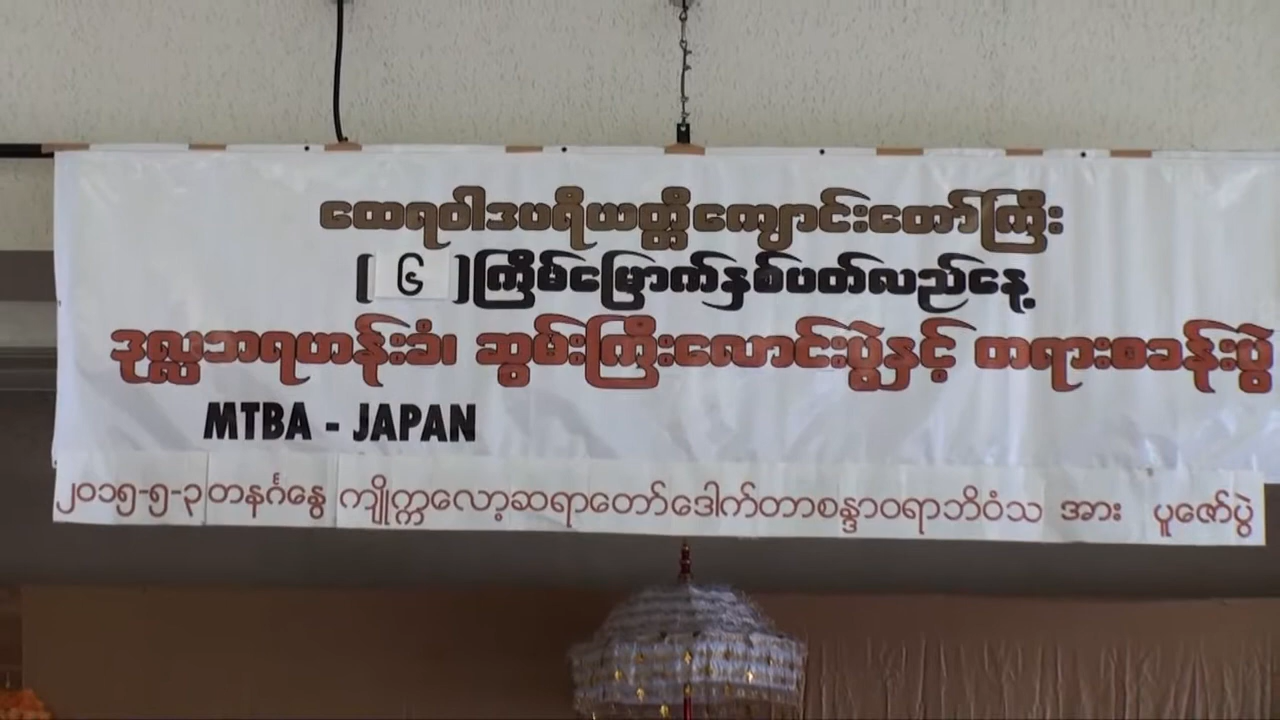 ထေရဝါဒပရိယတ္တိကျောင်းတော်ကြီး
(၆)ကြိမ်မြောက်နှစ်ပတ်လည်နေ့
ဒုလ္လဘရဟန်းခံ၊ ဆွမ်းကြီးလောင်းပွဲနှင့် တရားစခန်းပွဲ
MTBA - JAPAN
၂၀၁၅-၅-၃ တနင်္ဂနွေ ကျိုက္ကလော့ဆရာတော်ဒေါက်တာစန္ဒာဝရာဘိဝံသ အား ပူဇော်ပွဲ